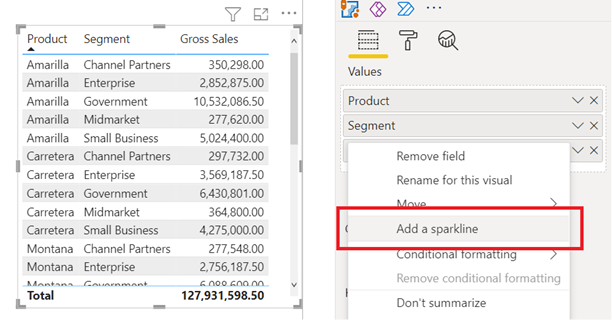 Product Segment Gross Sales
Amarilla Channel Partners 350,298.00
Amarilla Enterprise 2,852,875.00
Amarilla Government 10,532,086.50
Amarilla Midmarket 277,620.00
Amarilla Small Business 5,024,400.00
Carretera Channel Partners 297,732.00
Carretera Enterprise 3,569,187.50
Carretera Government 6,430,801.00
Carretera Midmarket 364,800.00
Carretera Small Business 4,275,000.00
Montana Channel Partners 277,548.00
Montana Enterprise 2,756,187.50
Montana Government 6,088,609.00
Total 127,931,598.50
Values
Product
Segment
Remove field
Rename for this visual
Move
Add a sparkline
Conditional formatting
Remove conditional formatting
Don't summarize